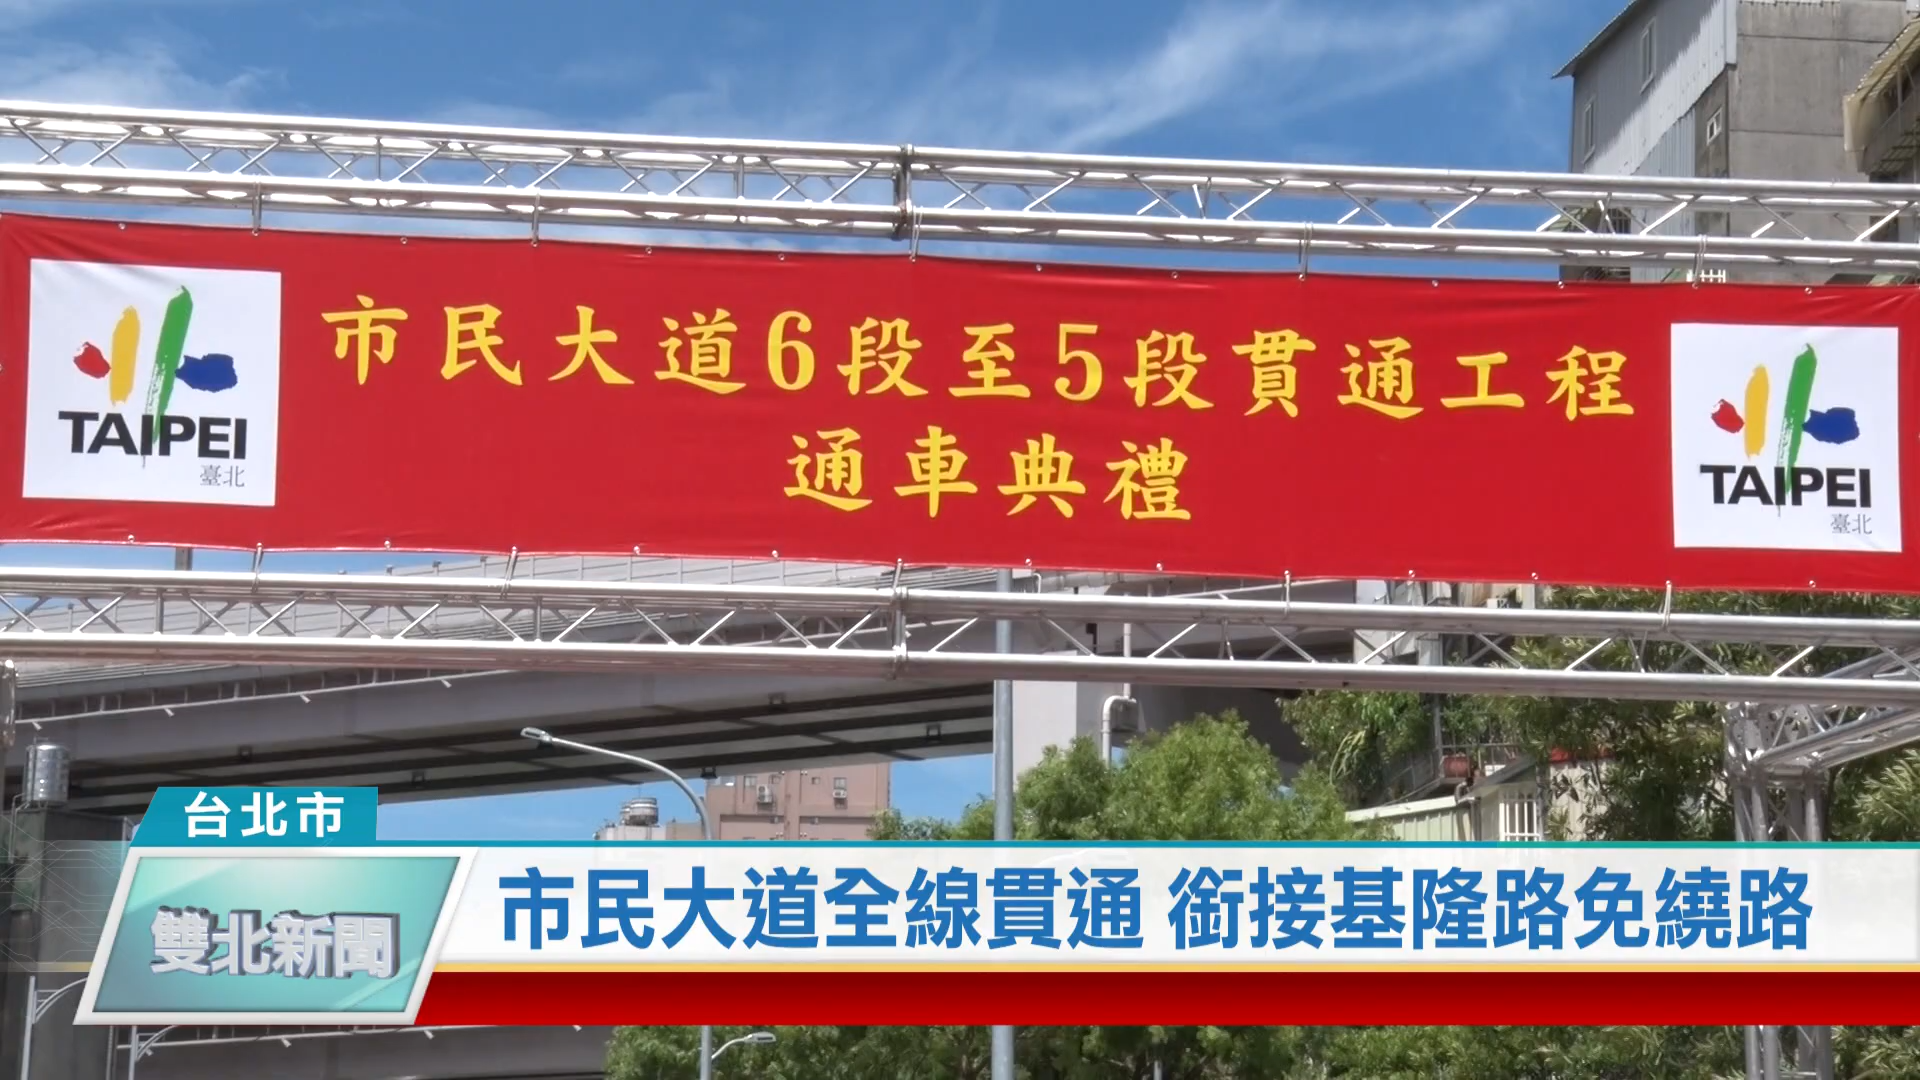 市民大道6段至5段貫通工程
通車典禮
TAIPEI
臺北
TAIPEI
臺北
台北市
雙北新聞
市民大道全線貫通 銜接基隆路免繞路